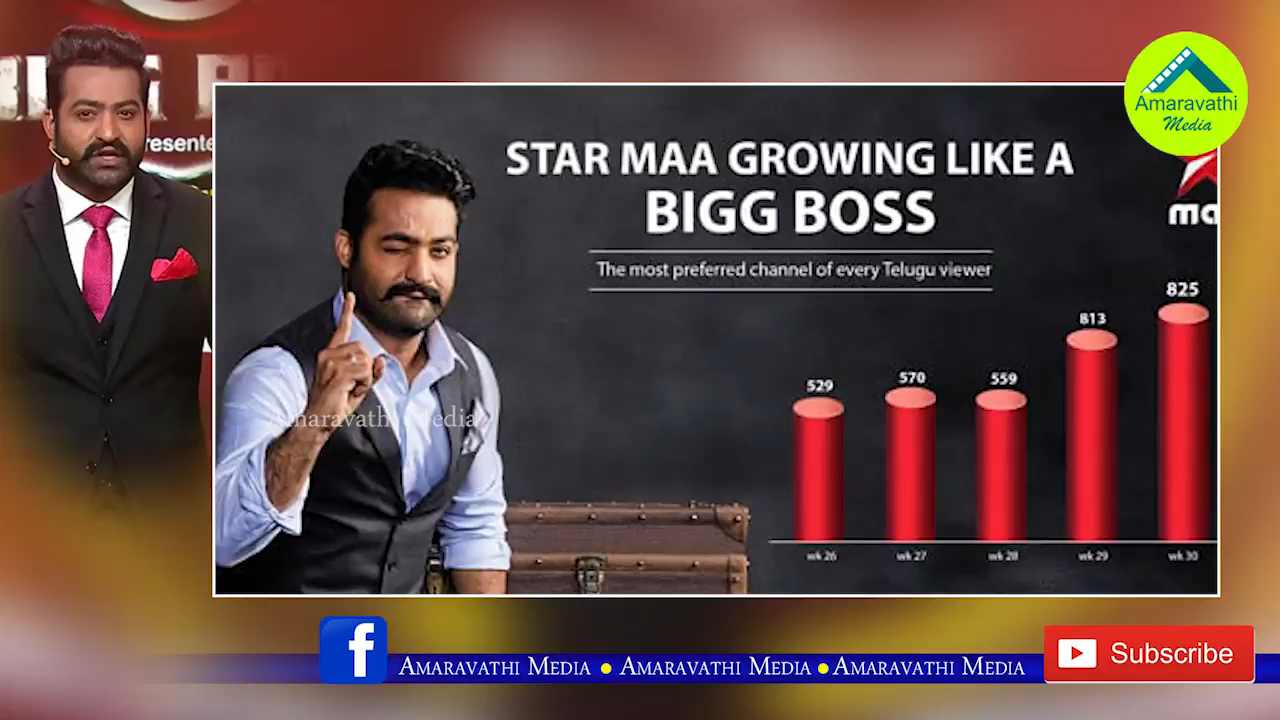 resente
Amaravathi
Media
STAR MAA GROWING LIKE A
BIGG BOSS
The most preferred channel of every Telugu viewer
ma
529
570
559
813
825
wk 26
wk 27
wk 28
wk 29
wk 30
Amaravathi Media
f
AMARAVATHI MEDIA ● AMARAVATHI MEDIA ● AMARAVATHI MEDIA
Subscribe